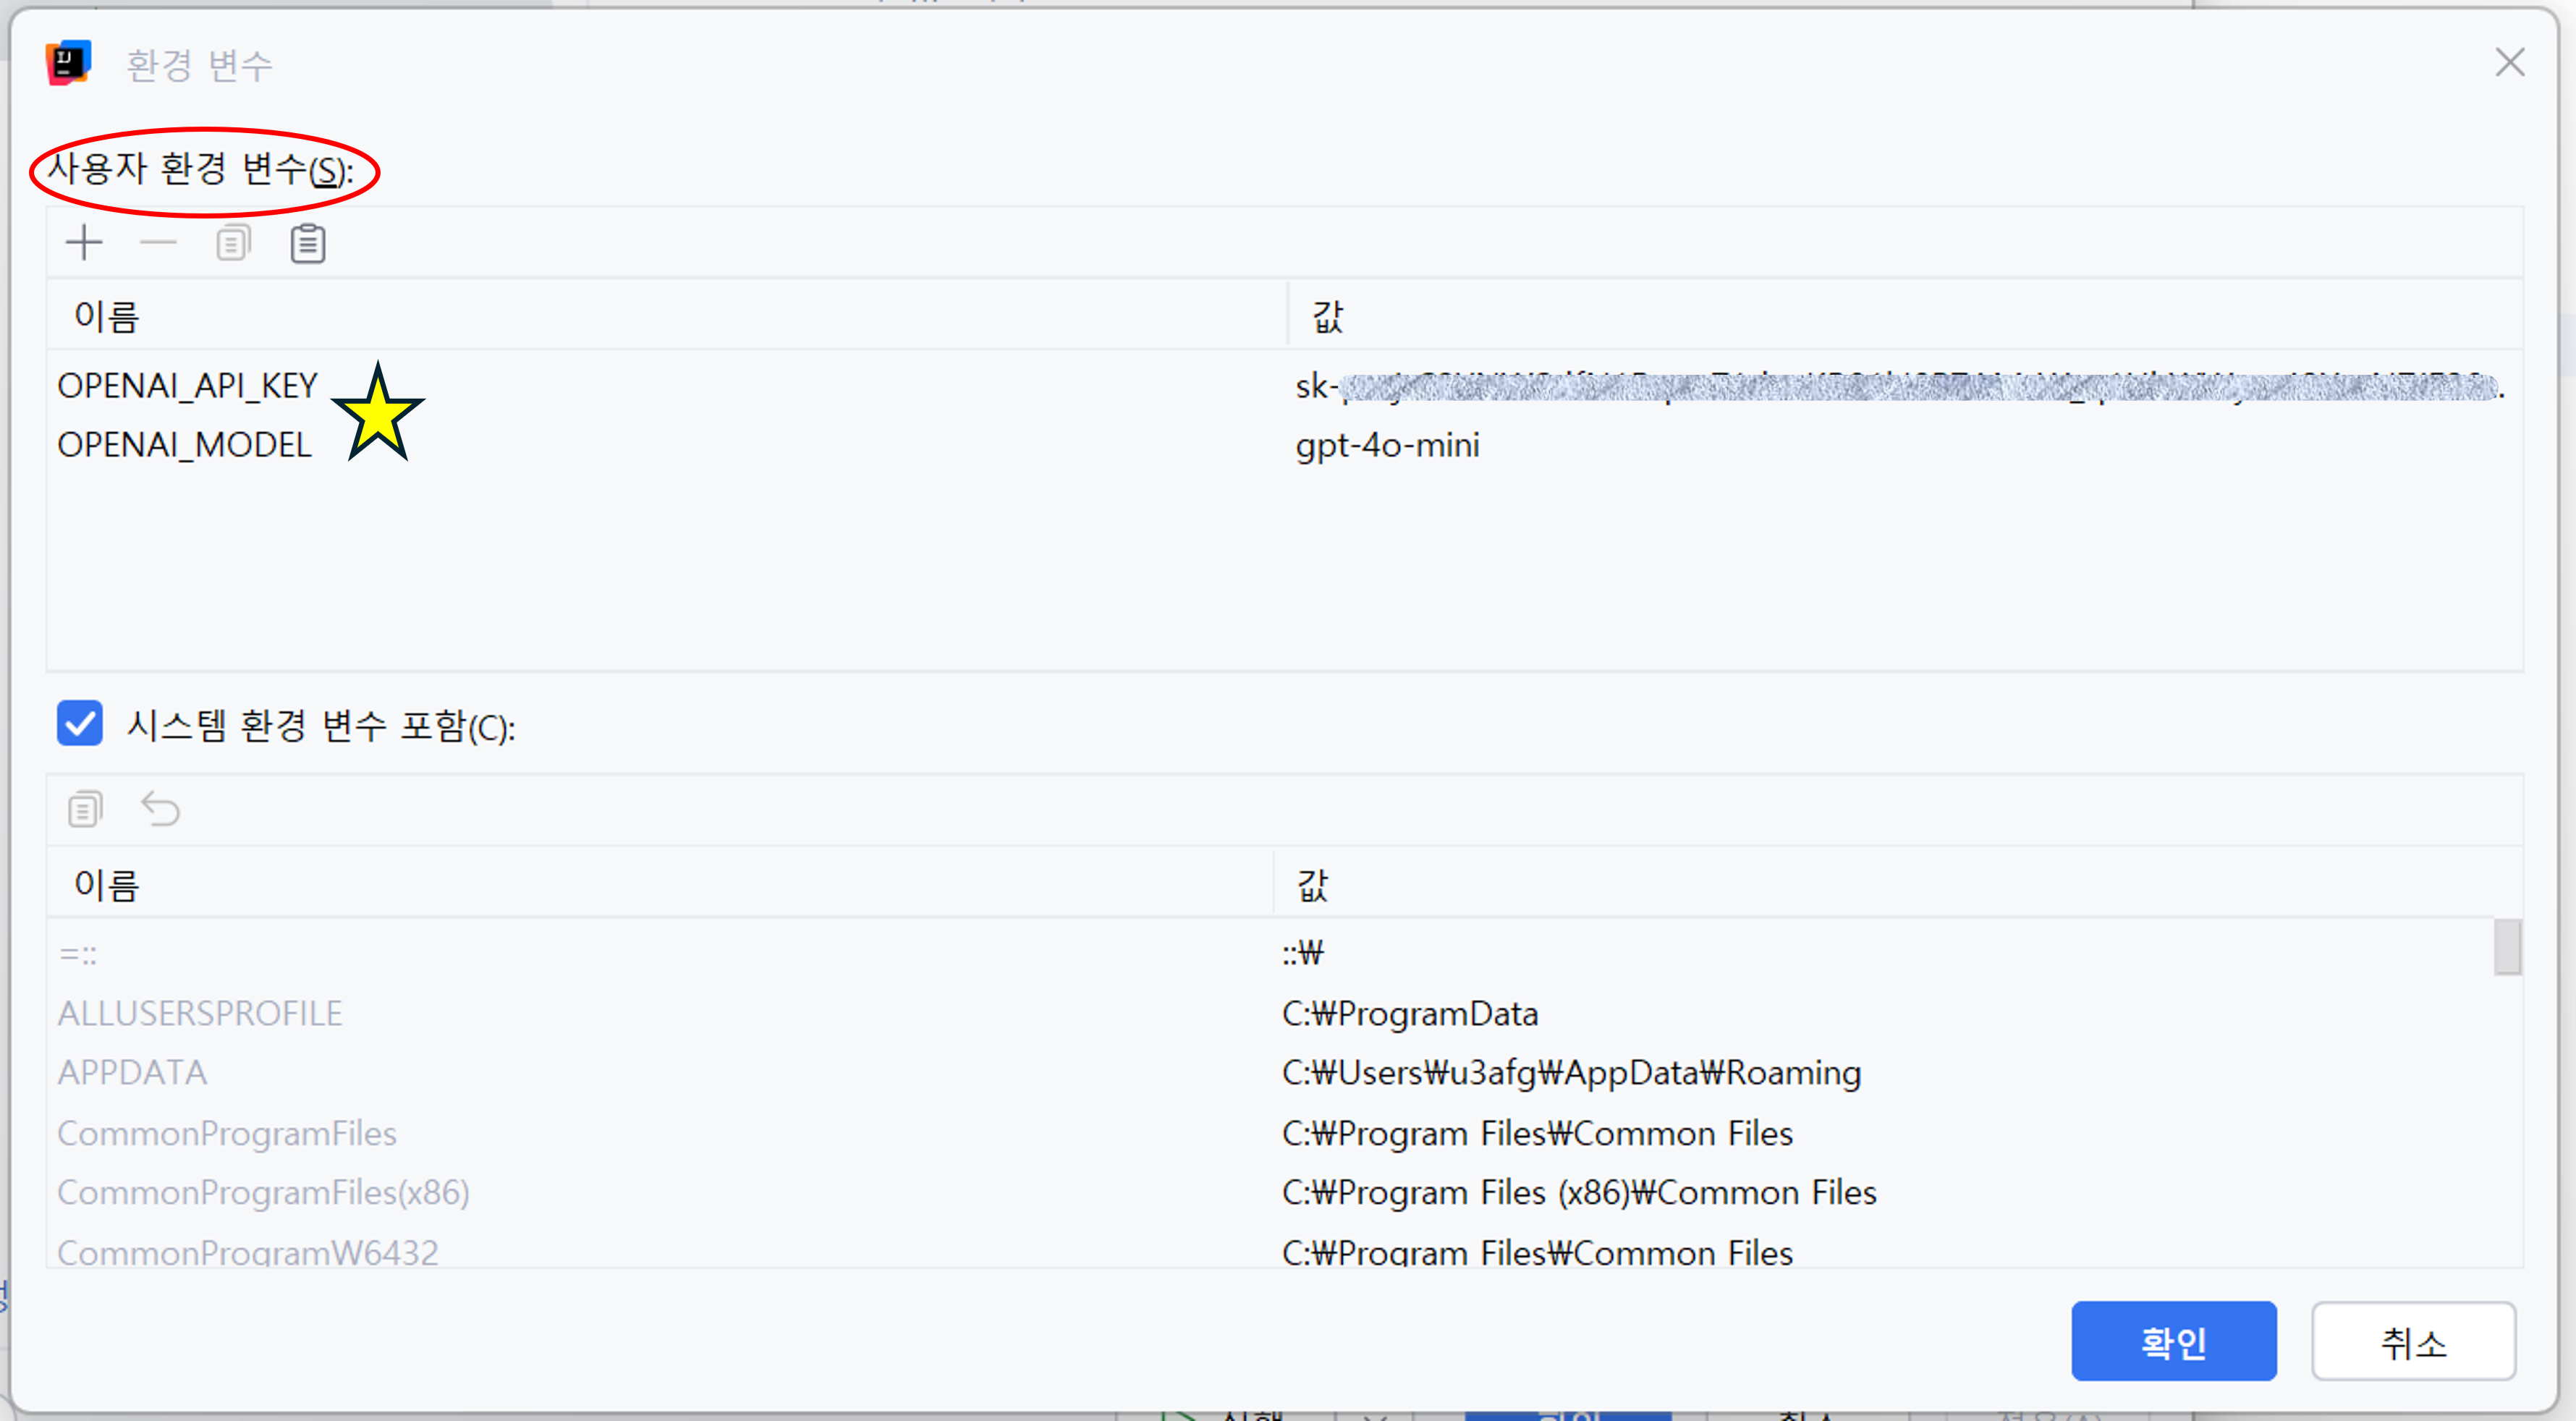 환경 변수
사용자 환경 변수(S):
이름 값
OPENAI_API_KEY sk-
OPENAI_MODEL gpt-4o-mini
시스템 환경 변수 포함(C):
이름 값
=:: ::₩
ALLUSERSPROFILE C:₩ProgramData
APPDATA C:₩Users₩u3afg₩AppData₩Roaming
CommonProgramFiles C:₩Program Files₩Common Files
CommonProgramFiles(x86) C:₩Program Files (x86)₩Common Files
CommonProgramW6432 C:₩Program Files₩Common Files
확인 취소